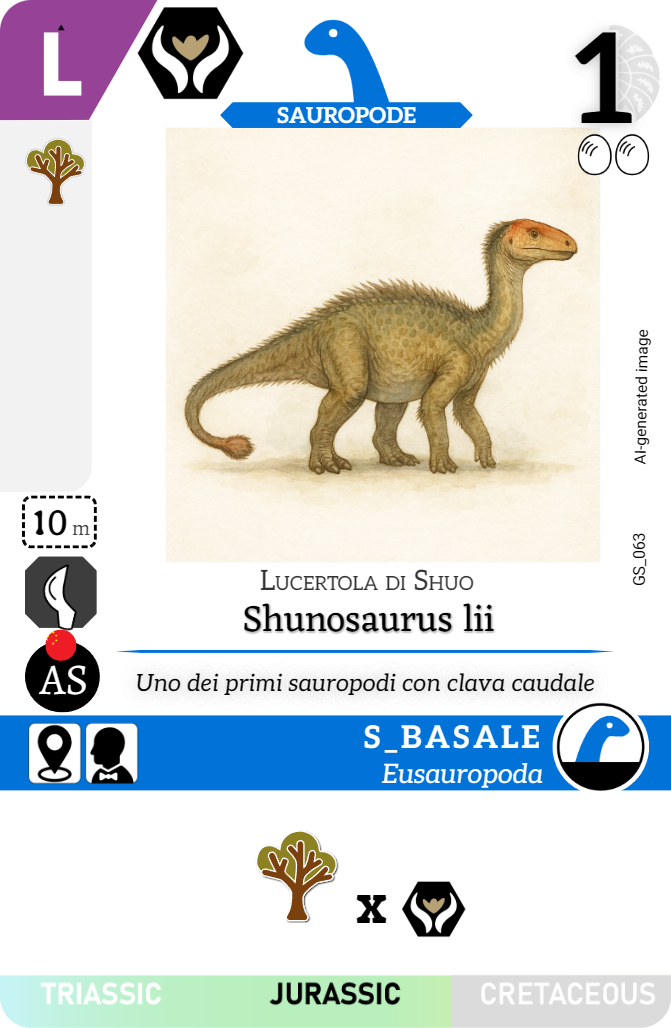 L
SAUROPODE
1
AI-generated image
GS_063
10 m
AS
Lucertola di Shuo
Shunosaurus lii
Uno dei primi sauropodi con clava caudale
S_BASALE
Eusauropoda
x
TRIASSIC JURASSIC CRETACEOUS